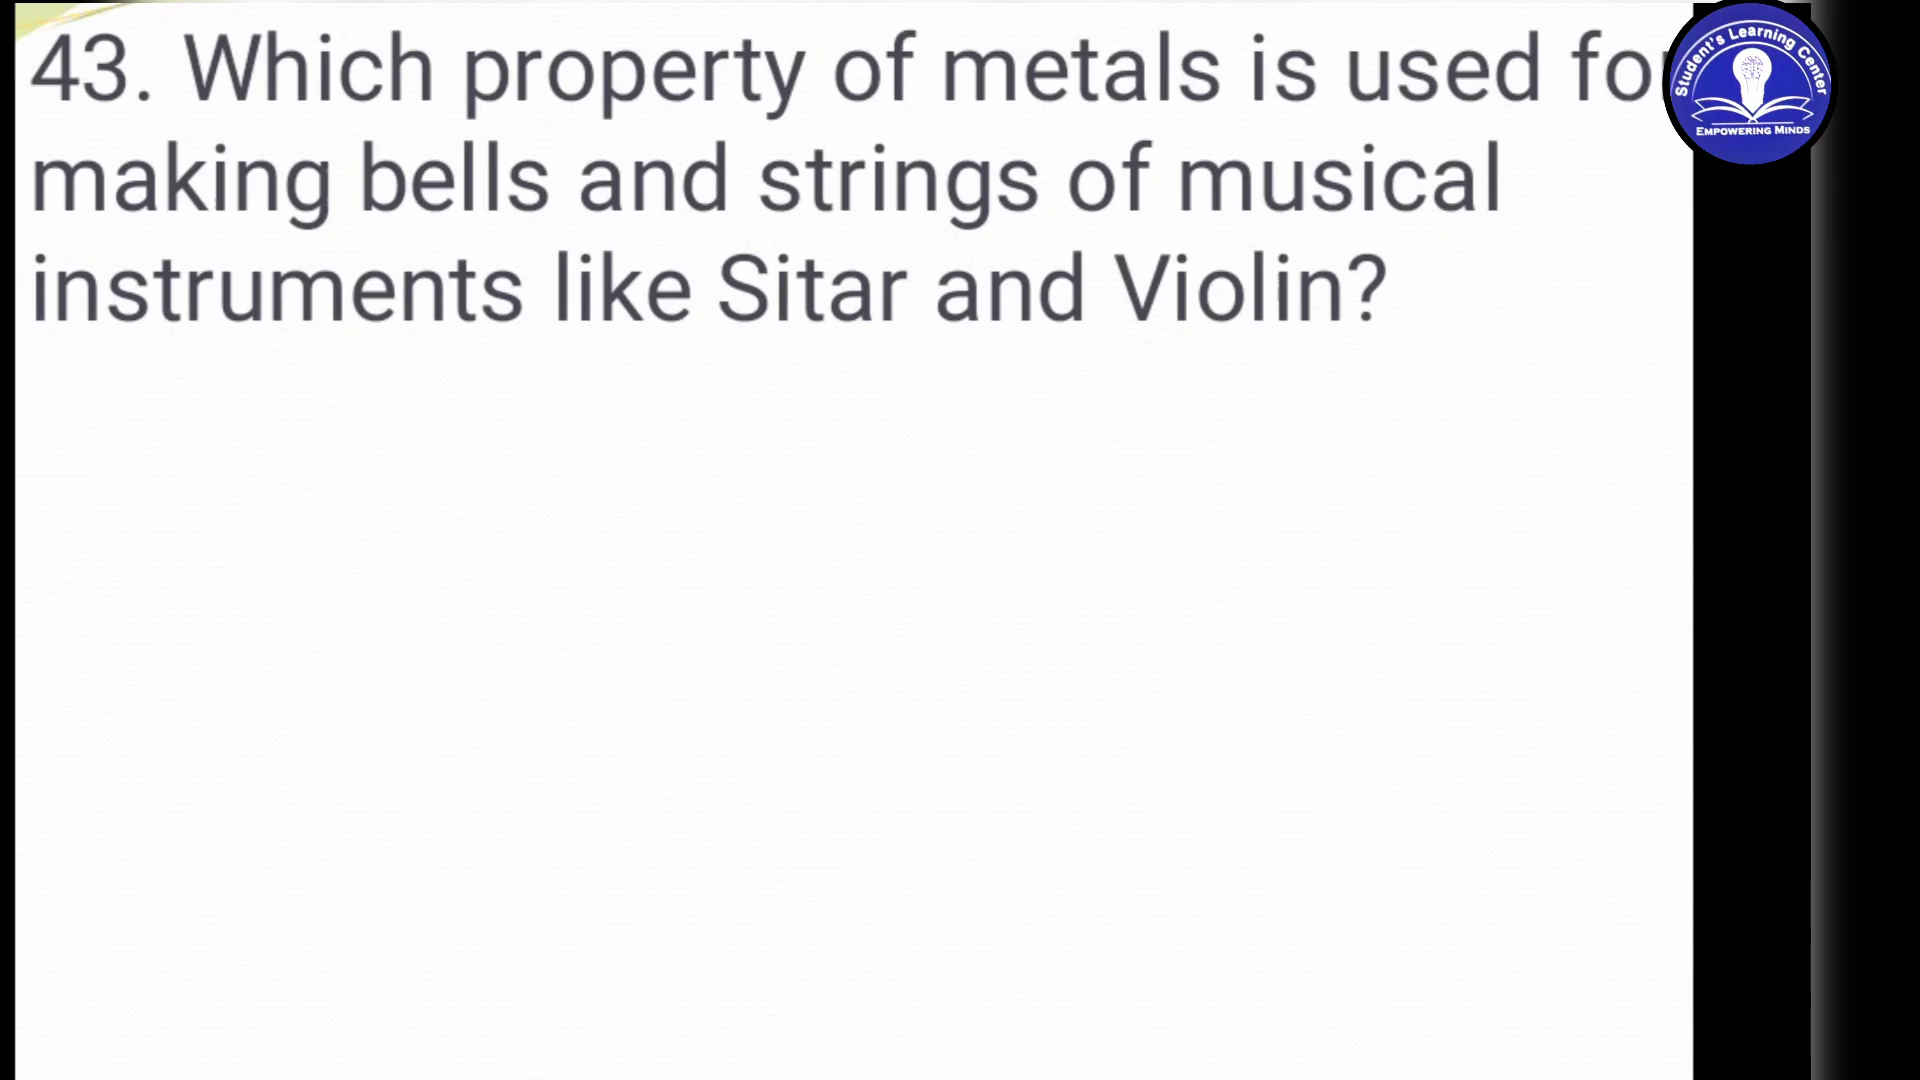 43. Which property of metals is used for
making bells and strings of musical
instruments like Sitar and Violin?
Student's Learning Center
EMPOWERING MINDS